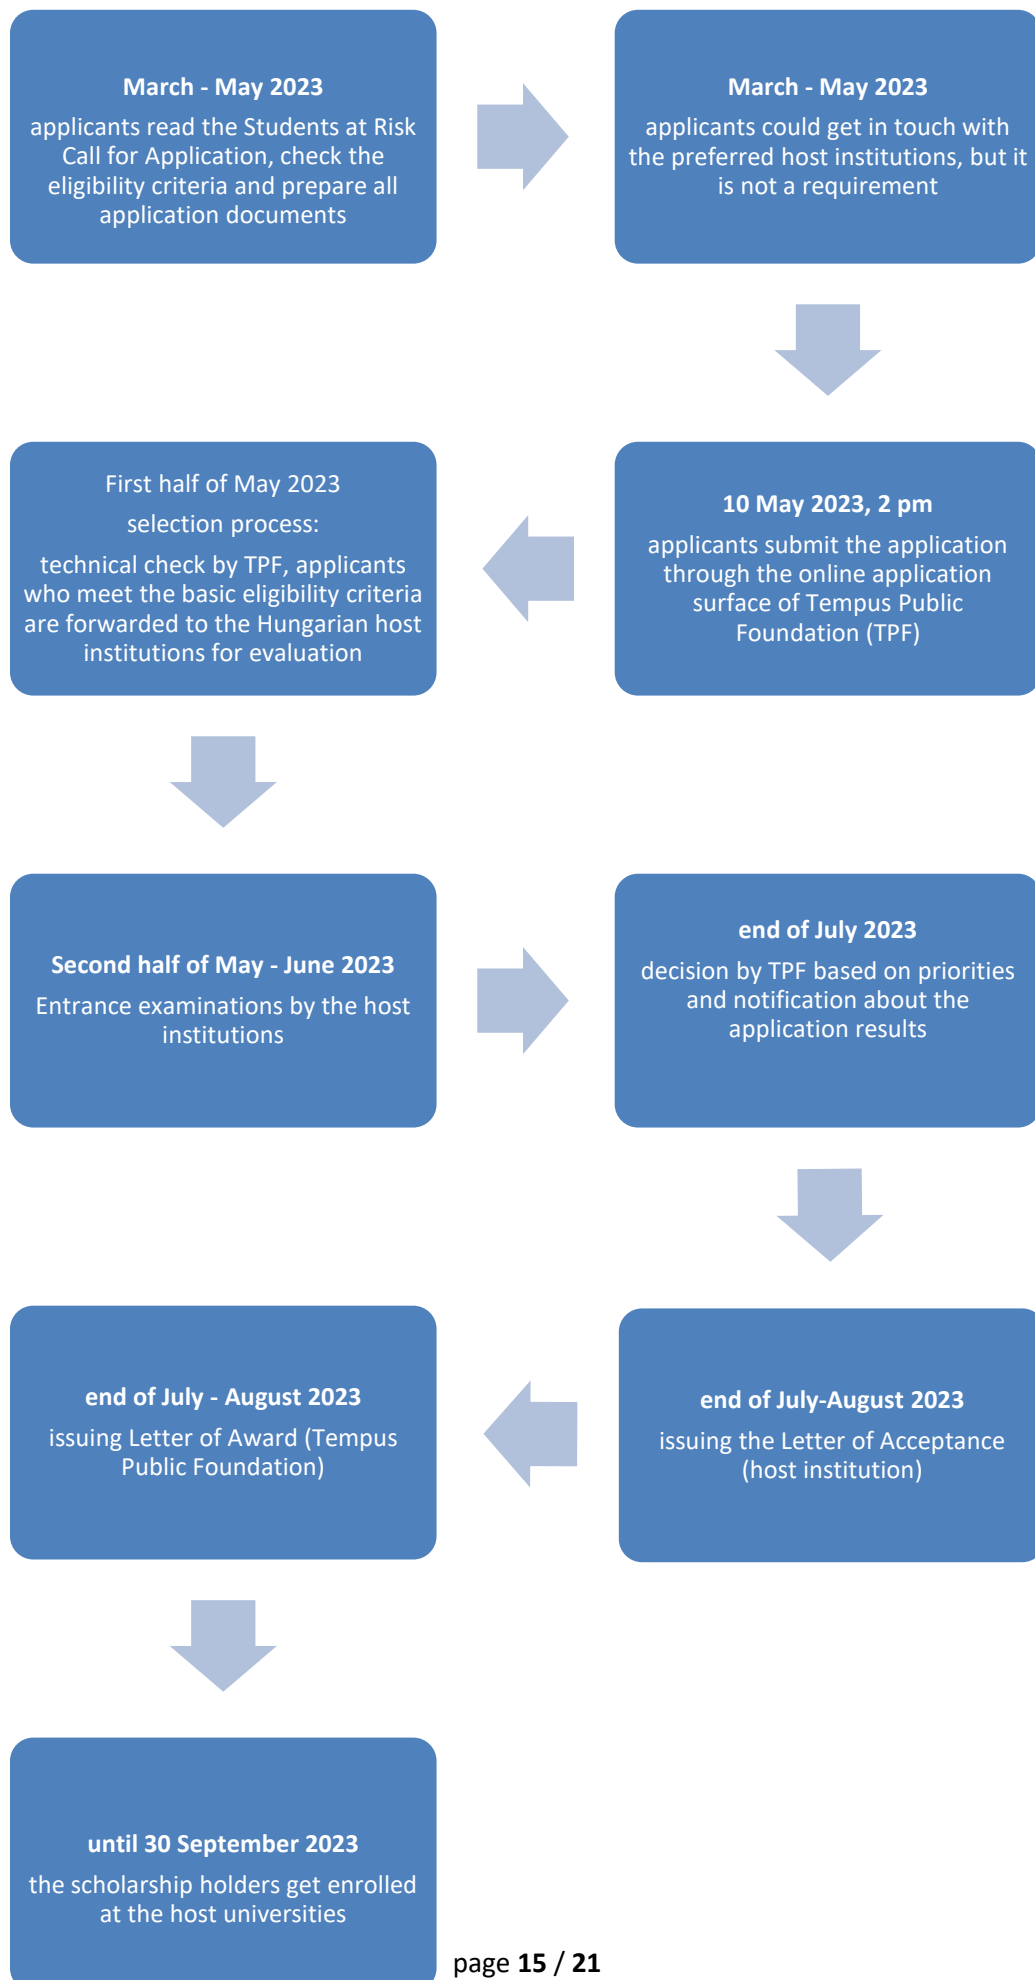 March - May 2023
applicants read the Students at Risk
Call for Application, check the
eligibility criteria and prepare all
application documents
March - May 2023
applicants could get in touch with
the preferred host institutions, but it
is not a requirement
10 May 2023, 2 pm
applicants submit the application
through the online application
surface of Tempus Public
Foundation (TPF)
First half of May 2023
selection process:
technical check by TPF, applicants
who meet the basic eligibility criteria
are forwarded to the Hungarian host
institutions for evaluation
Second half of May - June 2023
Entrance examinations by the host
institutions
end of July 2023
decision by TPF based on priorities
and notification about the
application results
end of July-August 2023
issuing the Letter of Acceptance
(host institution)
end of July - August 2023
issuing Letter of Award (Tempus
Public Foundation)
until 30 September 2023
the scholarship holders get enrolled
at the host universities
page 15 / 21